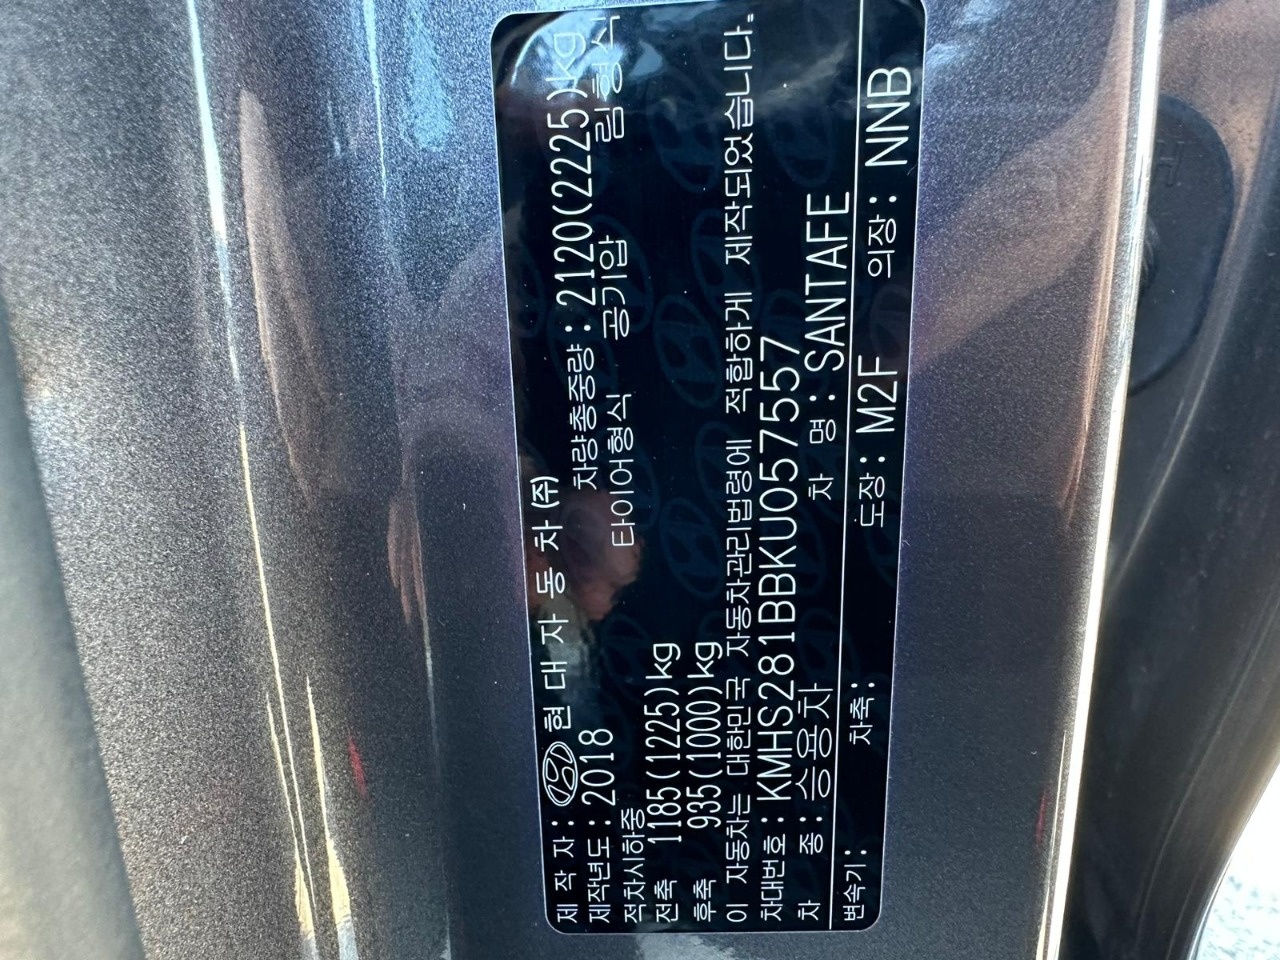 제 작 자 : 현 대 자 동 차 (주)
제작년도 : 2018 차량총중량 : 2120(2225)kg
적차시하중 타이어형식 공기압 림형식
전축 1185(1225)kg
후축 935(1000)kg
이 자동차는 대한민국 자동차관리법령에 적합하게 제작되었습니다.
차대번호 : KMHS281BBKU057557
차 종 : 승용차 차 명 : SANTAFE
변속기 : 차축 : 도장 : M2F 의장 : NNB